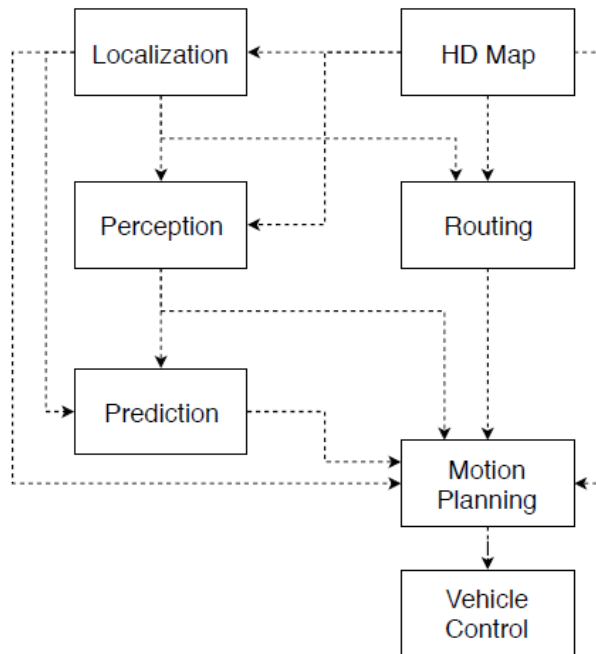 Localization
HD Map
Perception
Routing
Prediction
Motion
Planning
Vehicle
Control